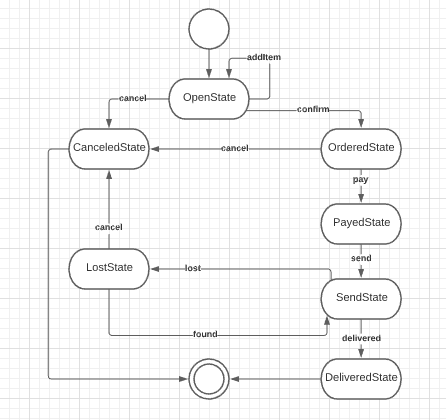 addItem
OpenState
cancel
confirm
CanceledState
cancel
OrderedState
pay
PayedState
cancel
send
LostState
lost
SendState
found
delivered
DeliveredState